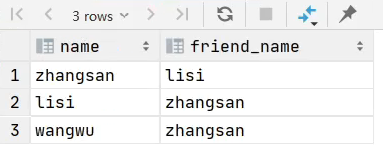 3 rows
name friend_name
1 zhangsan lisi
2 lisi zhangsan
3 wangwu zhangsan